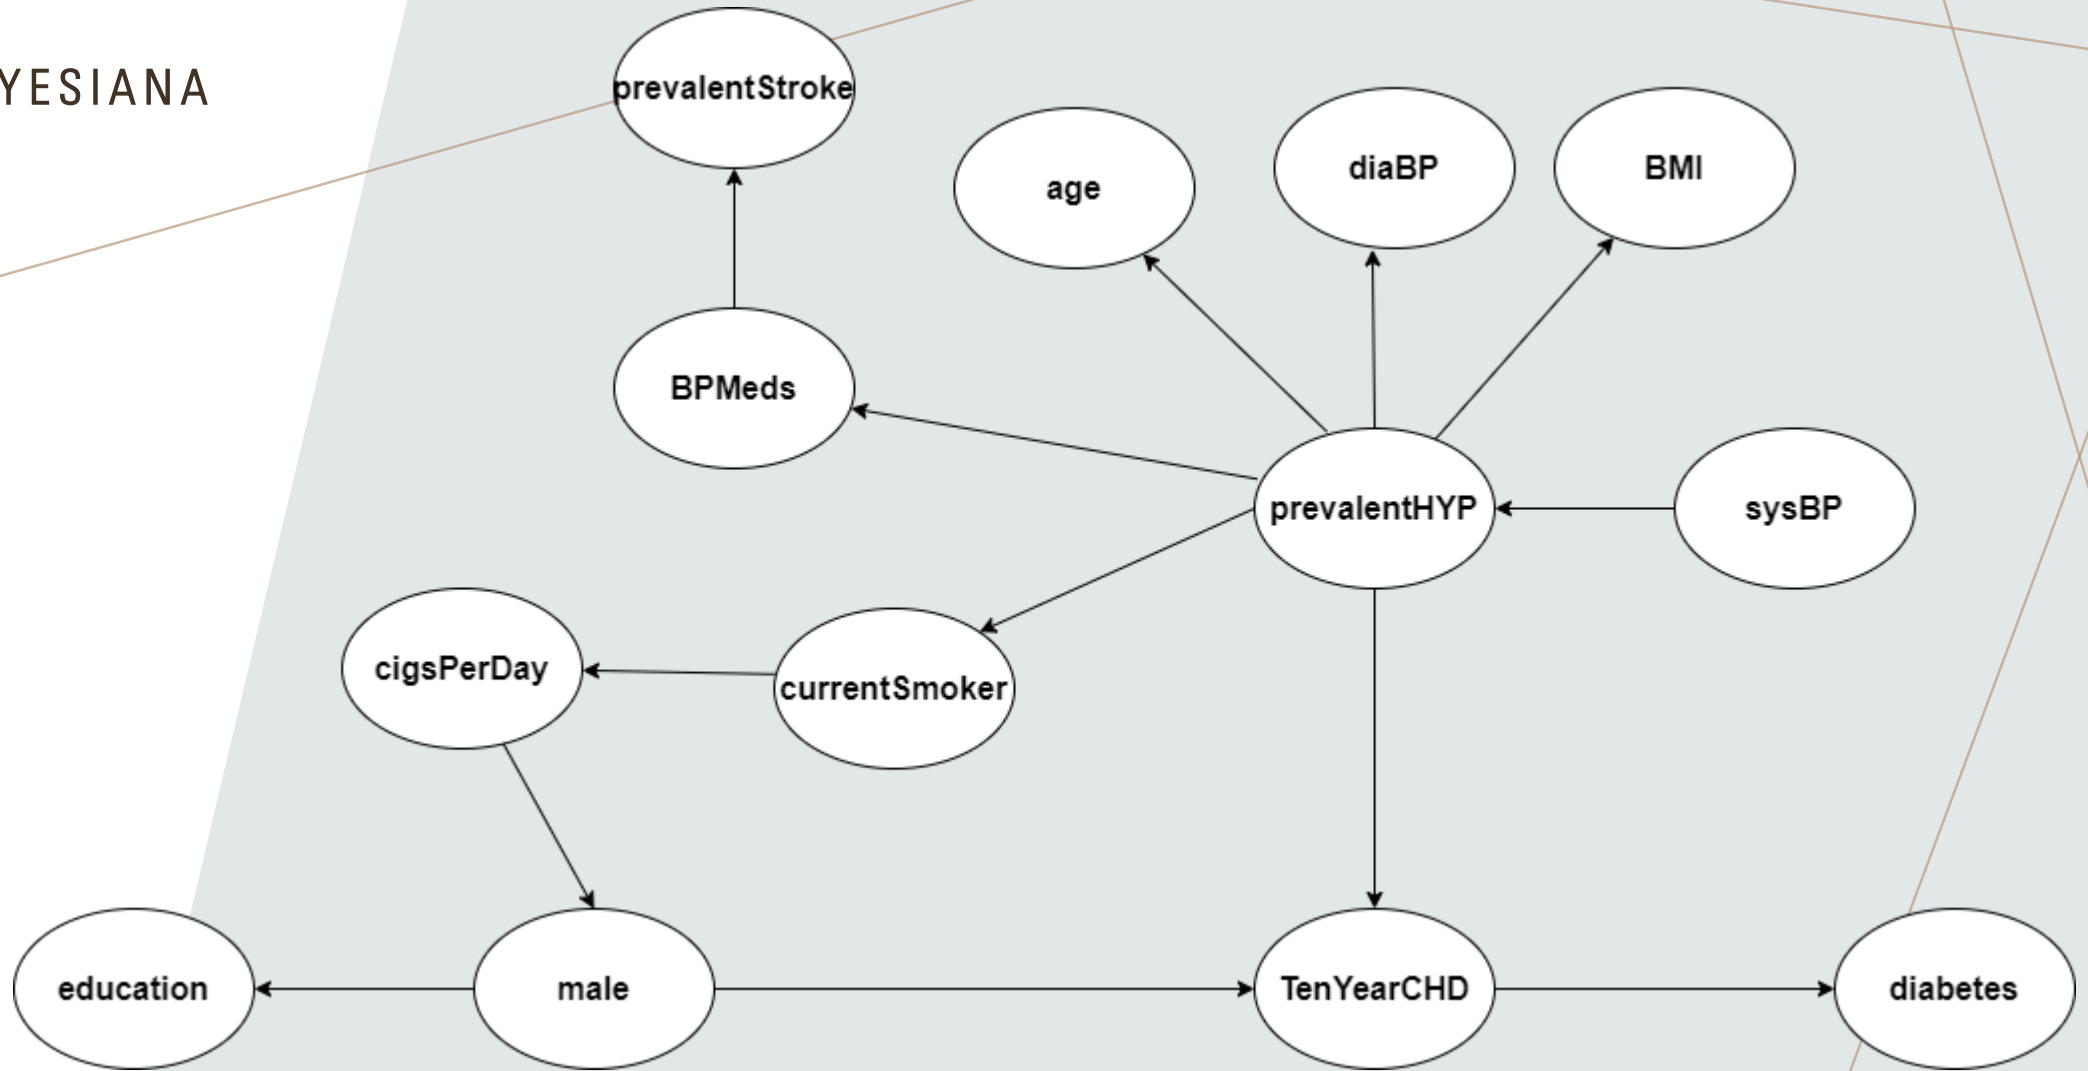 YESIANA
prevalentStroke
age
diaBP
BMI
BPMeds
prevalentHYP
sysBP
cigsPerDay
currentSmoker
education
male
TenYearCHD
diabetes